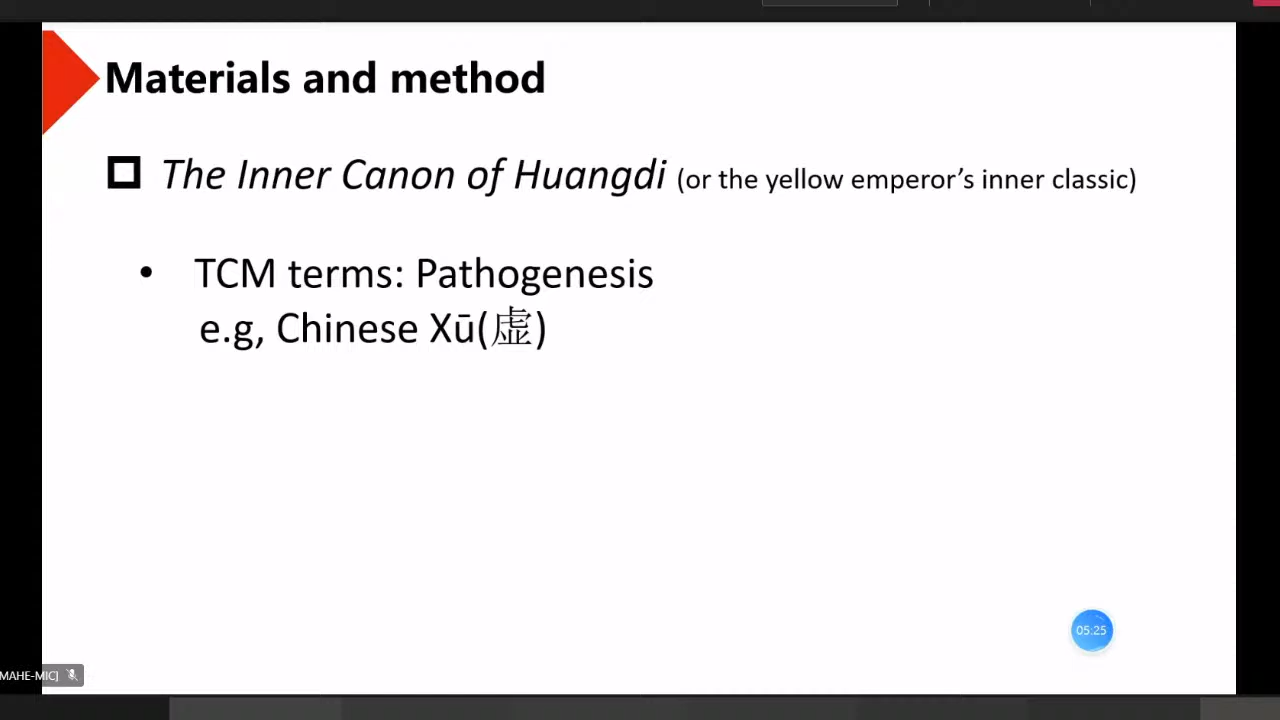 Materials and method
The Inner Canon of Huangdi (or the yellow emperor's inner classic)
• TCM terms: Pathogenesis
e.g, Chinese Xū(虚)
05:25
MAHE-MIC]